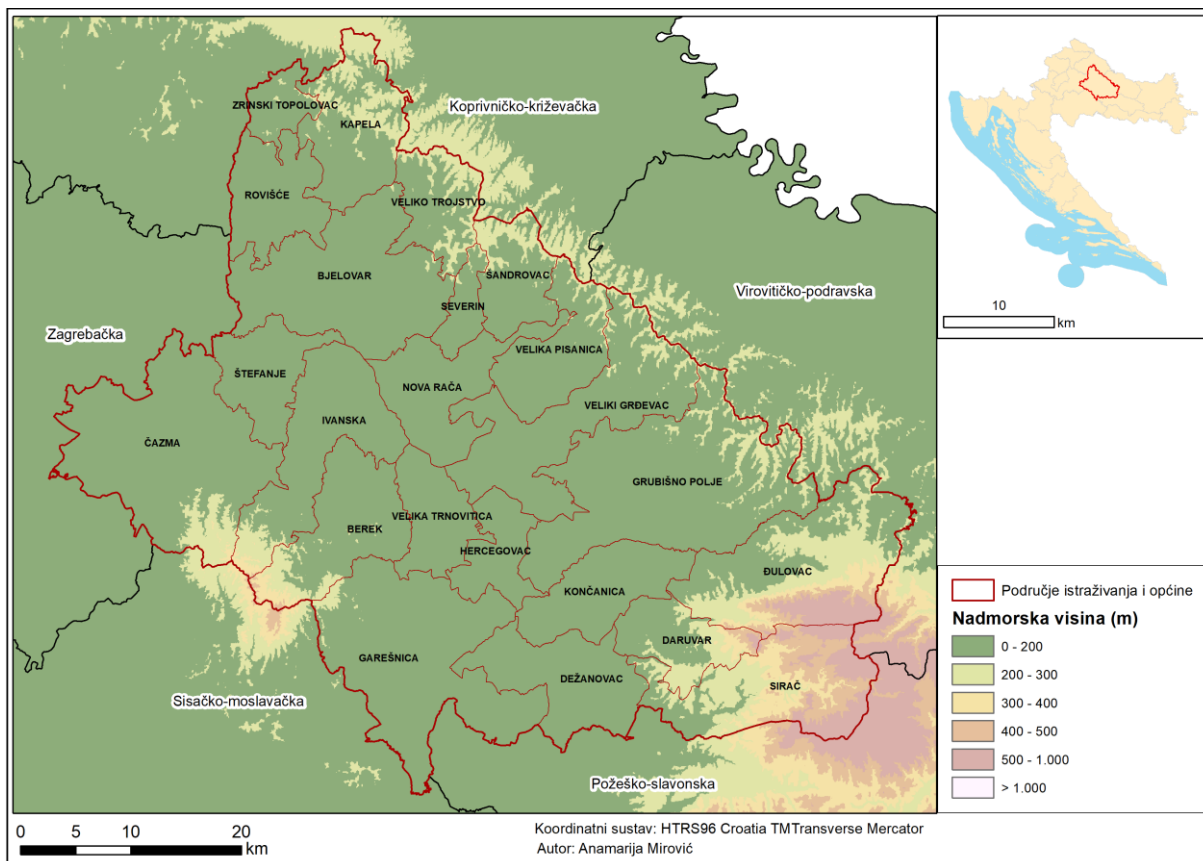 ZRINSKI TOPOLOVAC
Koprivničko-križevačka
KAPELA
ROVIŠĆE
VELIKO TROJSTVO
BJELOVAR
ŠANDROVAC
Virovitičko-podravska
SEVERIN
Zagrebačka
VELIKA PISANICA
ŠTEFANJE
NOVA RAČA
VELIKI GRĐEVAC
IVANSKA
ČAZMA
GRUBIŠNO POLJE
VELIKA TRNOVITICA
BEREK
HERCEGOVAC
ĐULOVAC
KONČANICA
DARUVAR
GAREŠNICA
DEŽANOVAC
SIRAČ
Sisačko-moslavačka
Požeško-slavonska
0 5 10 20
km
Koordinatni sustav: HTRS96 Croatia TMTransverse Mercator
Autor: Anamarija Mirović
10
km
Područje istraživanja i općine
Nadmorska visina (m)
0 - 200
200 - 300
300 - 400
400 - 500
500 - 1.000
> 1.000